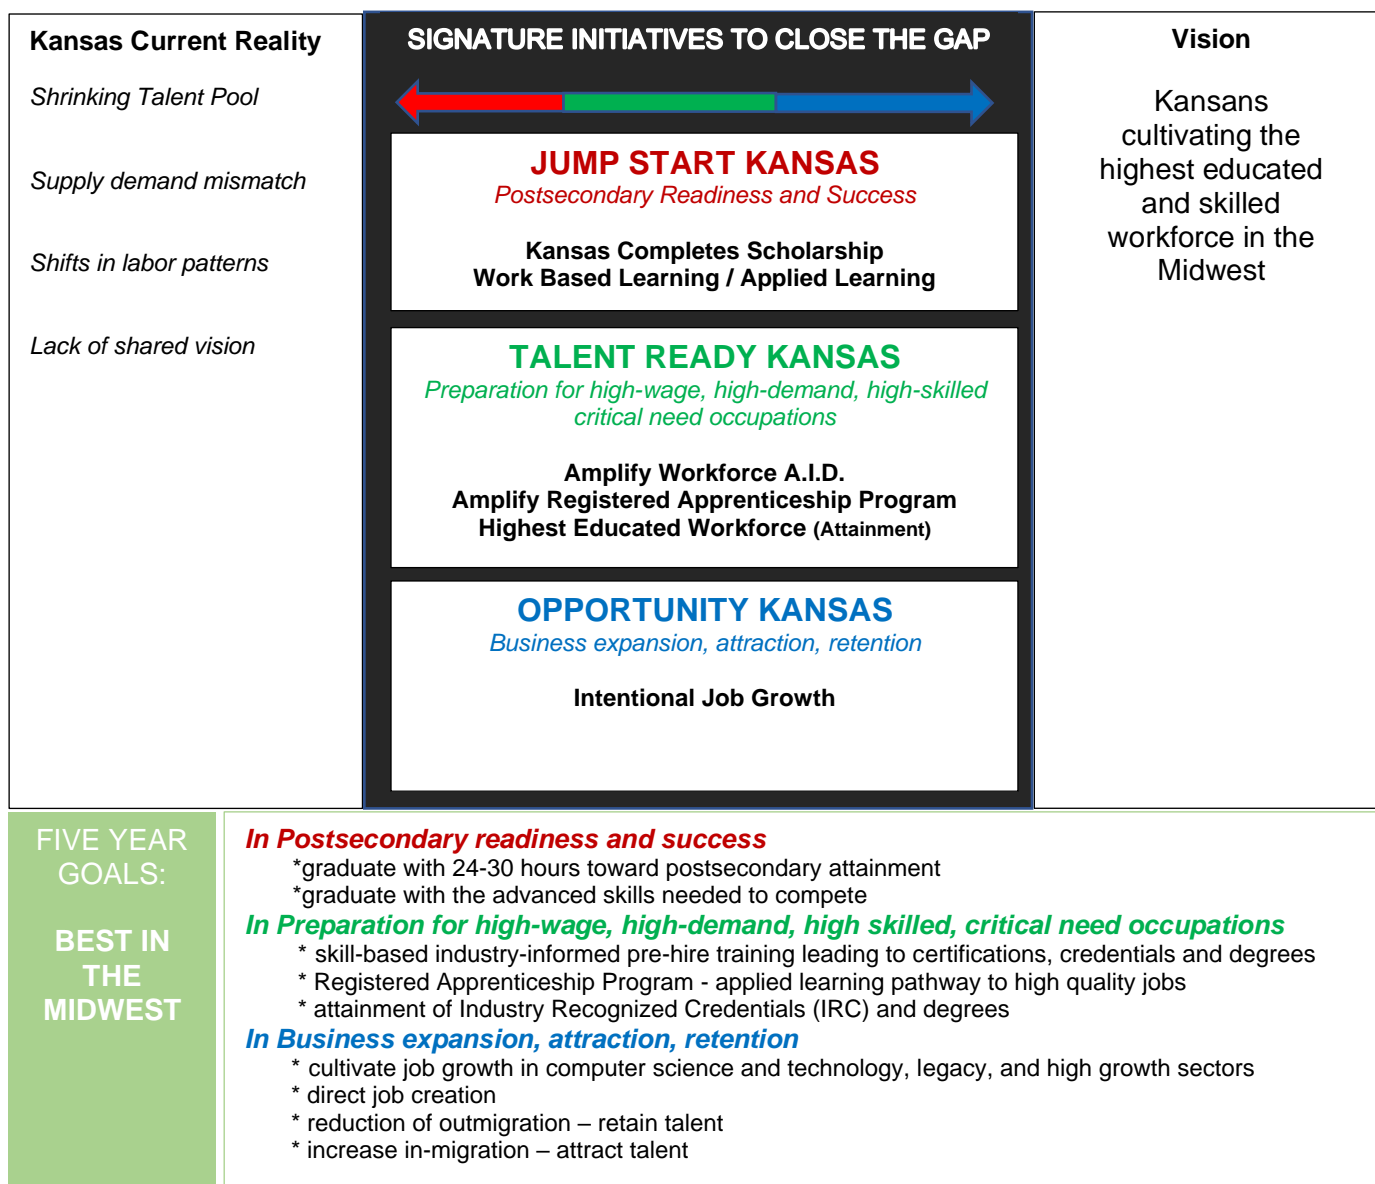 Kansas Current Reality
Shrinking Talent Pool
Supply demand mismatch
Shifts in labor patterns
Lack of shared vision
SIGNATURE INITIATIVES TO CLOSE THE GAP
JUMP START KANSAS
Postsecondary Readiness and Success
Kansas Completes Scholarship
Work Based Learning / Applied Learning
TALENT READY KANSAS
Preparation for high-wage, high-demand, high-skilled
critical need occupations
Amplify Workforce A.I.D.
Amplify Registered Apprenticeship Program
Highest Educated Workforce (Attainment)
OPPORTUNITY KANSAS
Business expansion, attraction, retention
Intentional Job Growth
Vision
Kansans
cultivating the
highest educated
and skilled
workforce in the
Midwest
FIVE YEAR
GOALS:
BEST IN
THE
MIDWEST
In Postsecondary readiness and success
*graduate with 24-30 hours toward postsecondary attainment
*graduate with the advanced skills needed to compete
In Preparation for high-wage, high-demand, high skilled, critical need occupations
* skill-based industry-informed pre-hire training leading to certifications, credentials and degrees
* Registered Apprenticeship Program - applied learning pathway to high quality jobs
* attainment of Industry Recognized Credentials (IRC) and degrees
In Business expansion, attraction, retention
* cultivate job growth in computer science and technology, legacy, and high growth sectors
* direct job creation
* reduction of outmigration – retain talent
* increase in-migration – attract talent